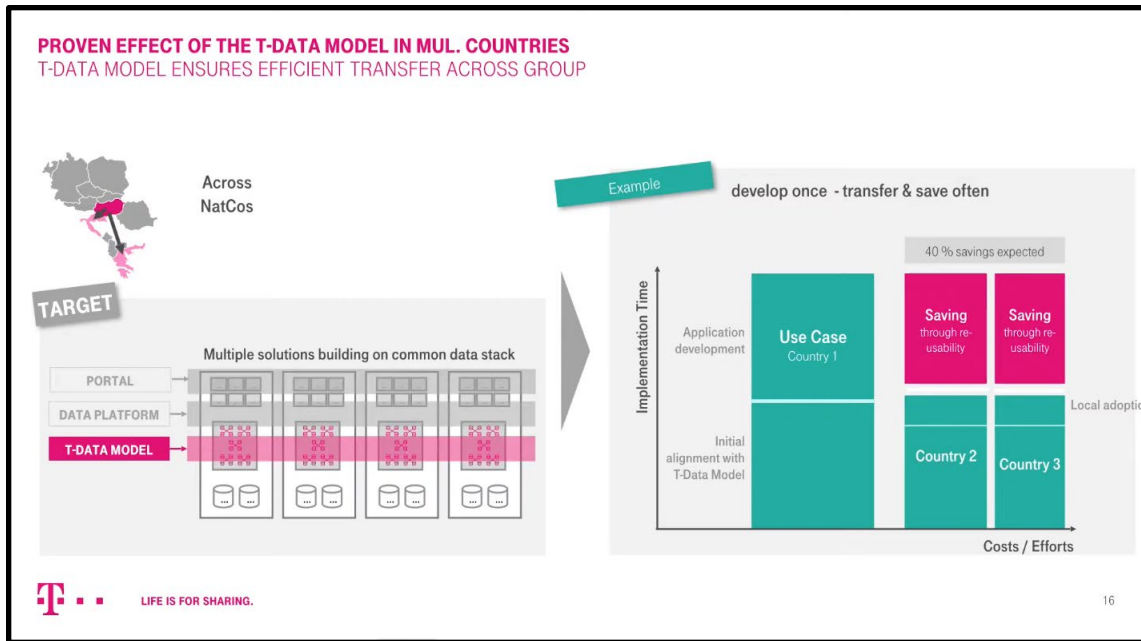 PROVEN EFFECT OF THE T-DATA MODEL IN MUL. COUNTRIES
T-DATA MODEL ENSURES EFFICIENT TRANSFER ACROSS GROUP
Across
NatCos
TARGET
Multiple solutions building on common data stack
PORTAL
DATA PLATFORM
T-DATA MODEL
... ... ... ... ... ... ... ...
Example
develop once - transfer & save often
40 % savings expected
Implementation Time
Application
development
Use Case
Country 1
Saving
through re-
usability
Saving
through re-
usability
Local adoptic
Initial
alignment with
T-Data Model
Country 2
Country 3
Costs / Efforts
T
LIFE IS FOR SHARING.
16